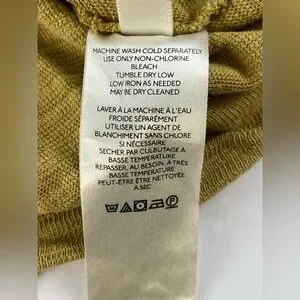 MACHINE WASH COLD SEPARATELY
USE ONLY NON-CHLORINE
BLEACH
TUMBLE DRY LOW
LOW IRON AS NEEDED
MAY BE DRY CLEANED
LAVER À LA MACHINE À L'EAU
FROIDE SÉPARÉMENT
UTILISER UN AGENT DE
BLANCHIMENT SANS CHLORE
SI NÉCESSAIRE
SECHER PAR CULBUTAGE À
BASSE TEMPÉRATURE
REPASSER, AU BESOIN, À TRÈS
BASSE TEMPÉRATURE
PEUT-ÊTRE ÊTRE NETTOYÉE
À SEC